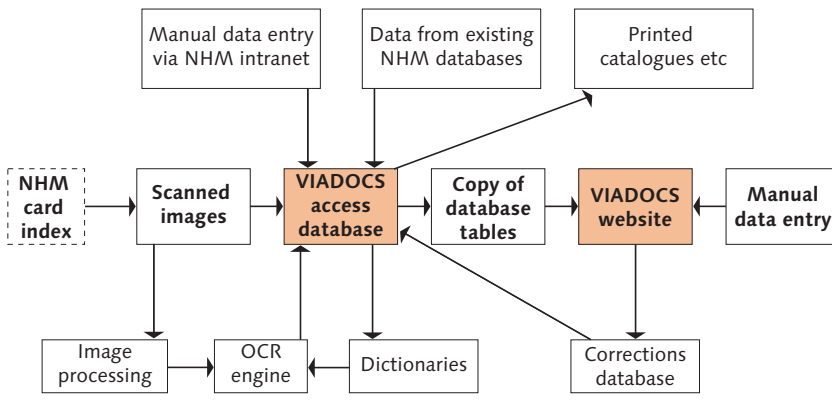 Manual data entry
via NHM intranet
Data from existing
NHM databases
Printed
catalogues etc
NHM
card
index
Scanned
images
VIADOCS
access
database
Copy of
database
tables
VIADOCS
website
Manual
data entry
Image
processing
OCR
engine
Dictionaries
Corrections
database